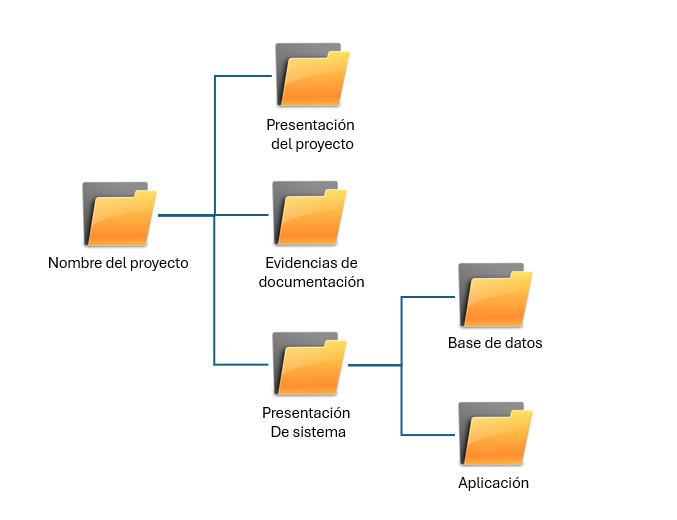 Presentación
del proyecto
Nombre del proyecto
Evidencias de
documentación
Base de datos
Presentación
De sistema
Aplicación